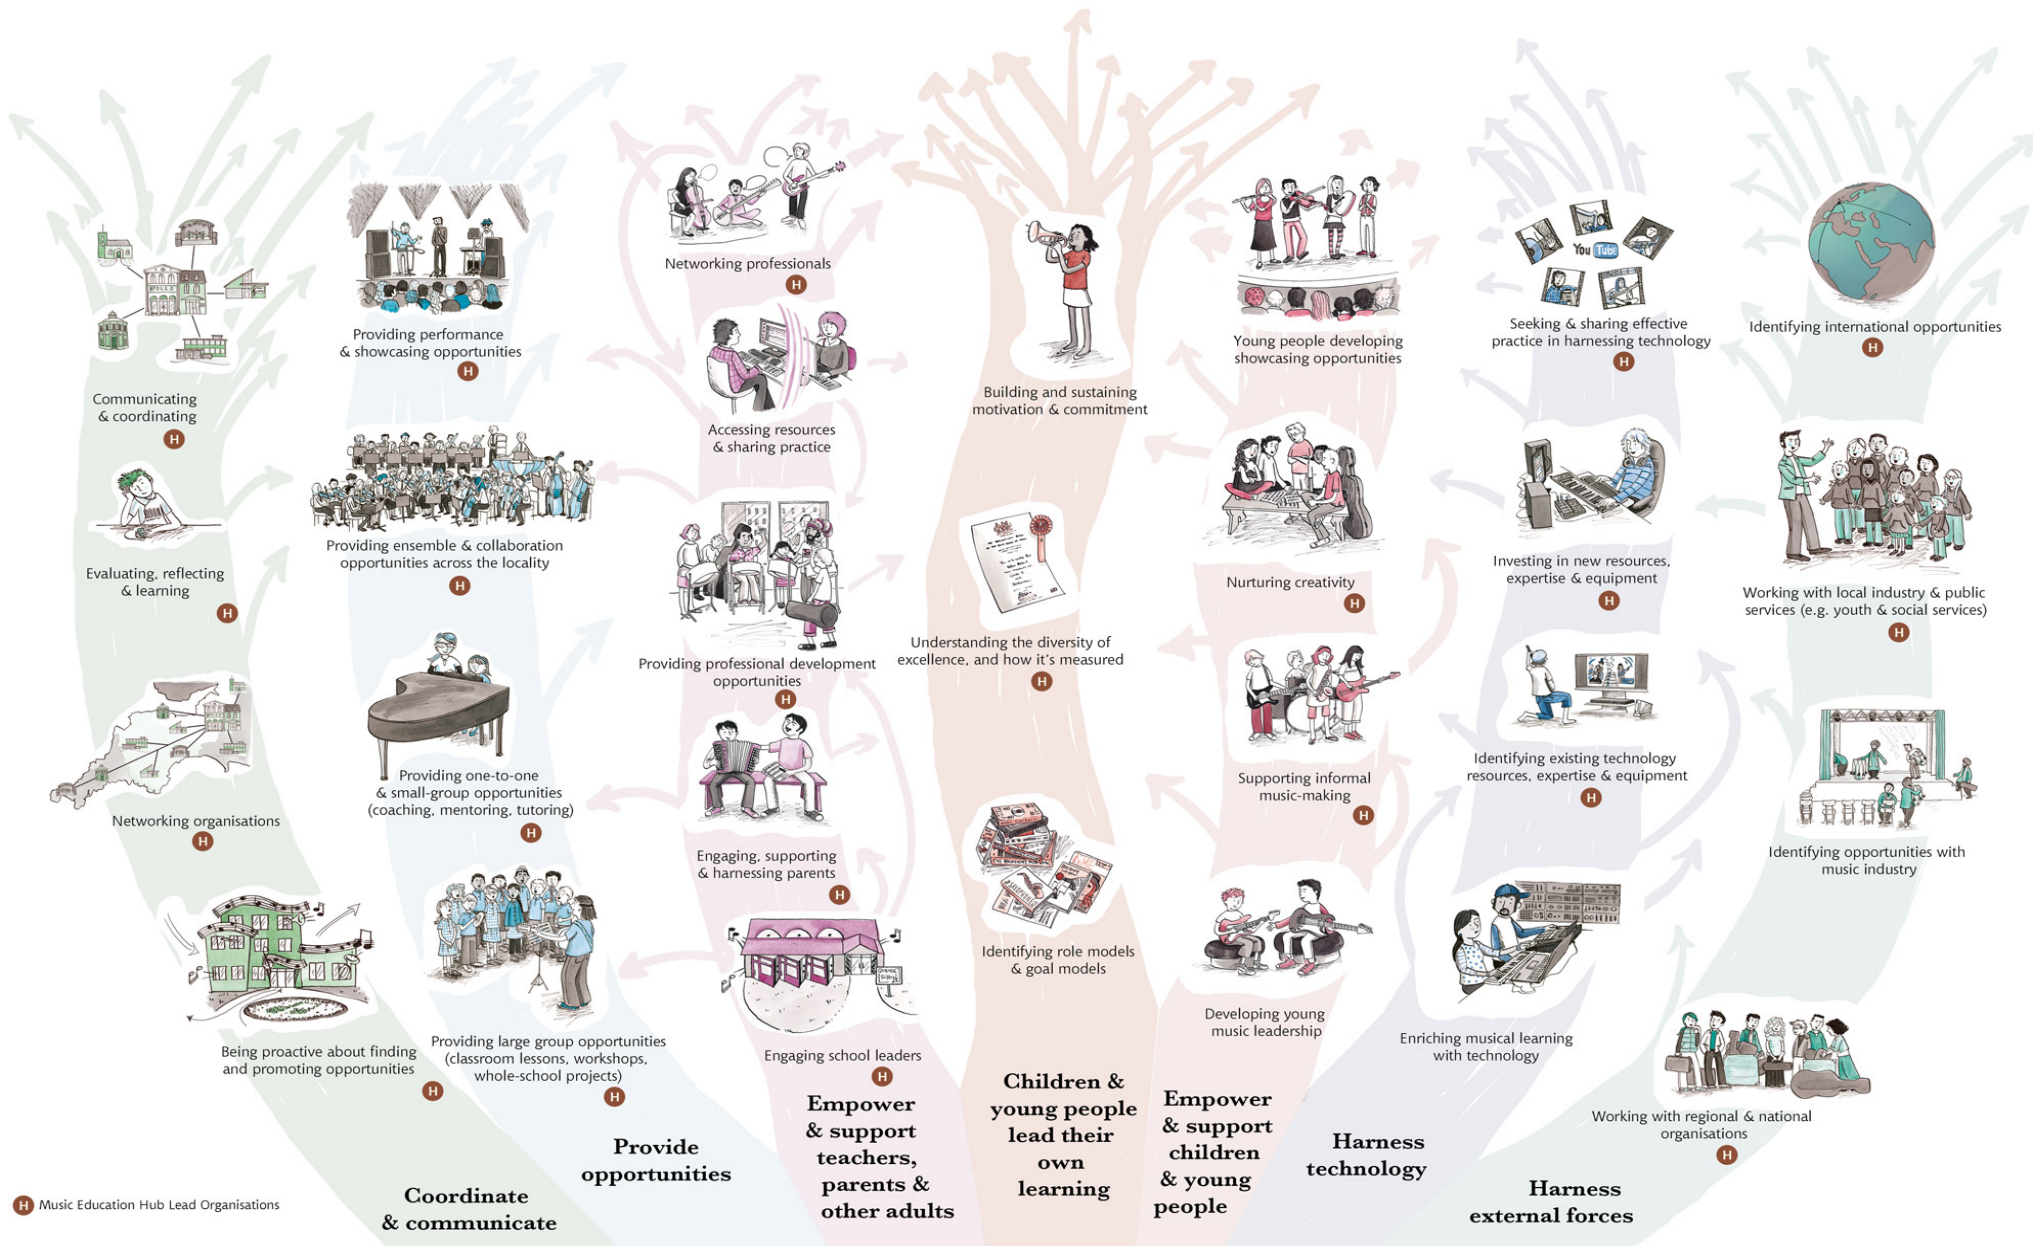 Communicating
& coordinating
H
Evaluating, reflecting
& learning
H
Networking organisations
H
Being proactive about finding
and promoting opportunities
H
Coordinate
& communicate
Providing performance
& showcasing opportunities
H
Providing ensemble & collaboration
opportunities across the locality
H
Providing one-to-one
& small-group opportunities
(coaching, mentoring, tutoring)
H
Providing large group opportunities
(classroom lessons, workshops,
whole-school projects)
H
Provide
opportunities
Networking professionals
H
Accessing resources
& sharing practice
Providing professional development
opportunities
H
Engaging, supporting
& harnessing parents
H
Engaging school leaders
H
Empower
& support
teachers,
parents &
other adults
Building and sustaining
motivation & commitment
Understanding the diversity of
excellence, and how it's measured
H
Identifying role models
& goal models
Children &
young people
lead their
own
learning
Young people developing
showcasing opportunities
Nurturing creativity
H
Supporting informal
music-making
H
Developing young
music leadership
Empower
& support
children
& young
people
You Tube
Seeking & sharing effective
practice in harnessing technology
H
Investing in new resources,
expertise & equipment
H
Identifying existing technology
resources, expertise & equipment
H
Enriching musical learning
with technology
Harness
technology
Identifying international opportunities
H
Working with local industry & public
services (e.g. youth & social services)
H
Identifying opportunities with
music industry
Working with regional & national
organisations
H
Harness
external forces
H Music Education Hub Lead Organisations